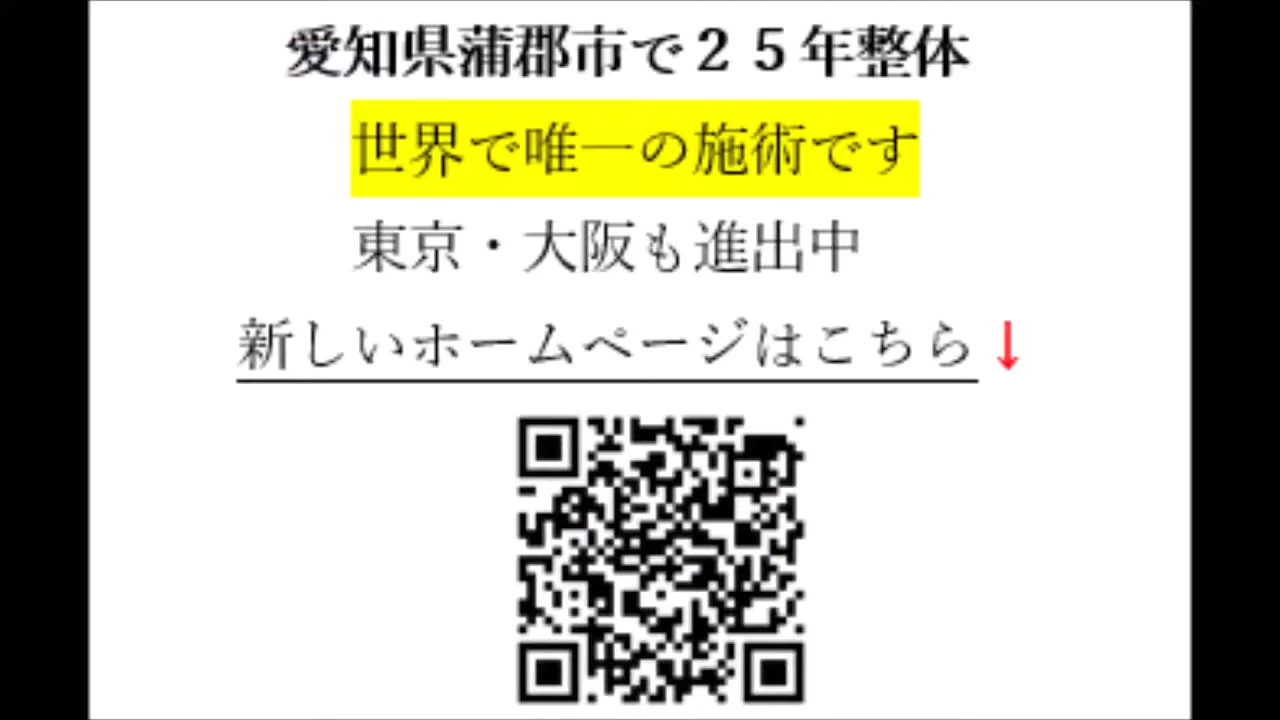 愛知県蒲郡市で２５年整体
世界で唯一の施術です
東京・大阪も進出中
新しいホームページはこちら↓